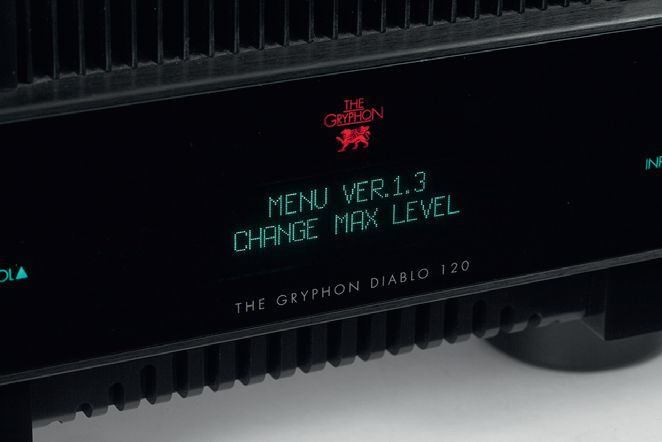 THE
GRYPHON
MENU VER.1.3
CHANGE MAX LEVEL
THE GRYPHON DIABLO 120